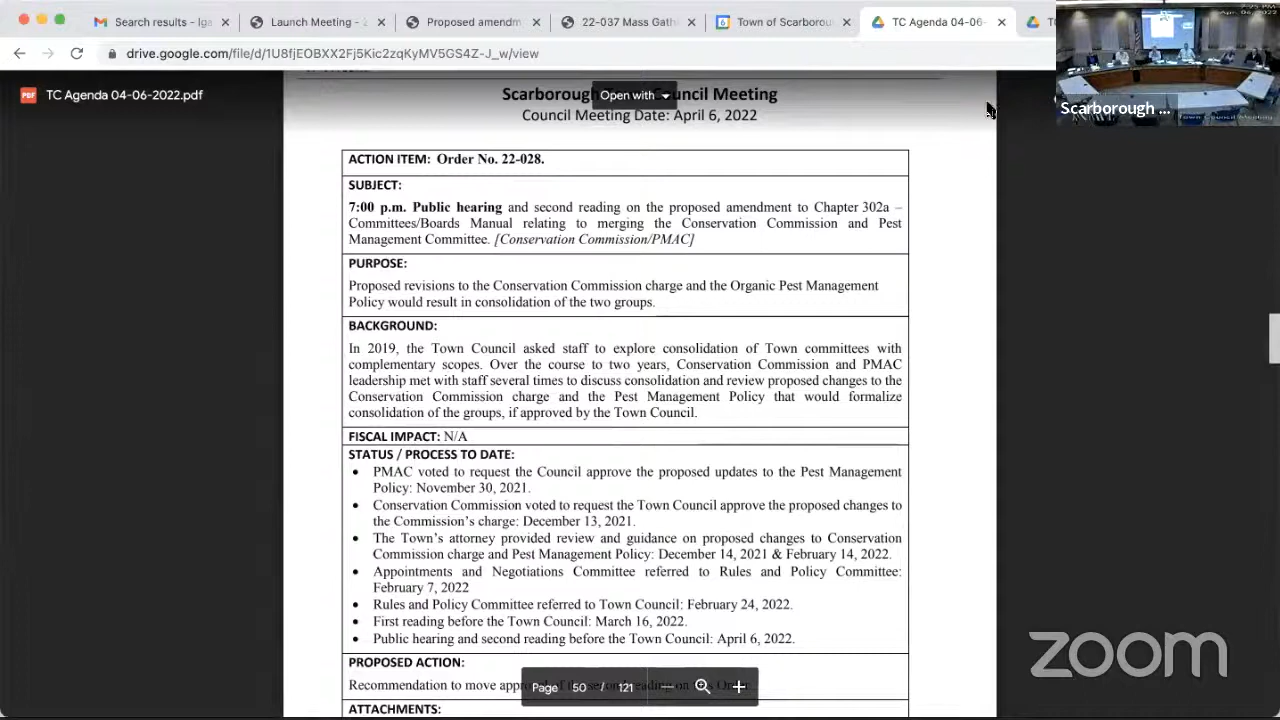 Search results - Iga
Launch Meeting -
Pro
amendm
22-037 Mass Gath
Town of Scarborou
TC Agenda 04-06-
drive.google.com/file/d/1U8fjEOBXX2Fj5Kic2zqKyMV5GS4Z-J_w/view
TC Agenda 04-06-2022.pdf
Open with
Scarborough Council Meeting
Council Meeting Date: April 6, 2022
ACTION ITEM: Order No. 22-028.
SUBJECT:
7:00 p.m. Public hearing and second reading on the proposed amendment to Chapter 302a –
Committees/Boards Manual relating to merging the Conservation Commission and Pest
Management Committee. [Conservation Commission/PMAC]
PURPOSE:
Proposed revisions to the Conservation Commission charge and the Organic Pest Management
Policy would result in consolidation of the two groups.
BACKGROUND:
In 2019, the Town Council asked staff to explore consolidation of Town committees with
complementary scopes. Over the course to two years, Conservation Commission and PMAC
leadership met with staff several times to discuss consolidation and review proposed changes to the
Conservation Commission charge and the Pest Management Policy that would formalize
consolidation of the groups, if approved by the Town Council.
FISCAL IMPACT: N/A
STATUS / PROCESS TO DATE:
• PMAC voted to request the Council approve the proposed updates to the Pest Management
Policy: November 30, 2021.
• Conservation Commission voted to request the Town Council approve the proposed changes to
the Commission's charge: December 13, 2021.
• The Town's attorney provided review and guidance on proposed changes to Conservation
Commission charge and Pest Management Policy: December 14, 2021 & February 14, 2022.
• Appointments and Negotiations Committee referred to Rules and Policy Committee:
February 7, 2022
• Rules and Policy Committee referred to Town Council: February 24, 2022.
• First reading before the Town Council: March 16, 2022.
• Public hearing and second reading before the Town Council: April 6, 2022.
PROPOSED ACTION:
Recommendation to move approval of the second reading on
Page 50 / 121
ATTACHMENTS:
Scarborough ...
Town Council Meeting
zoom